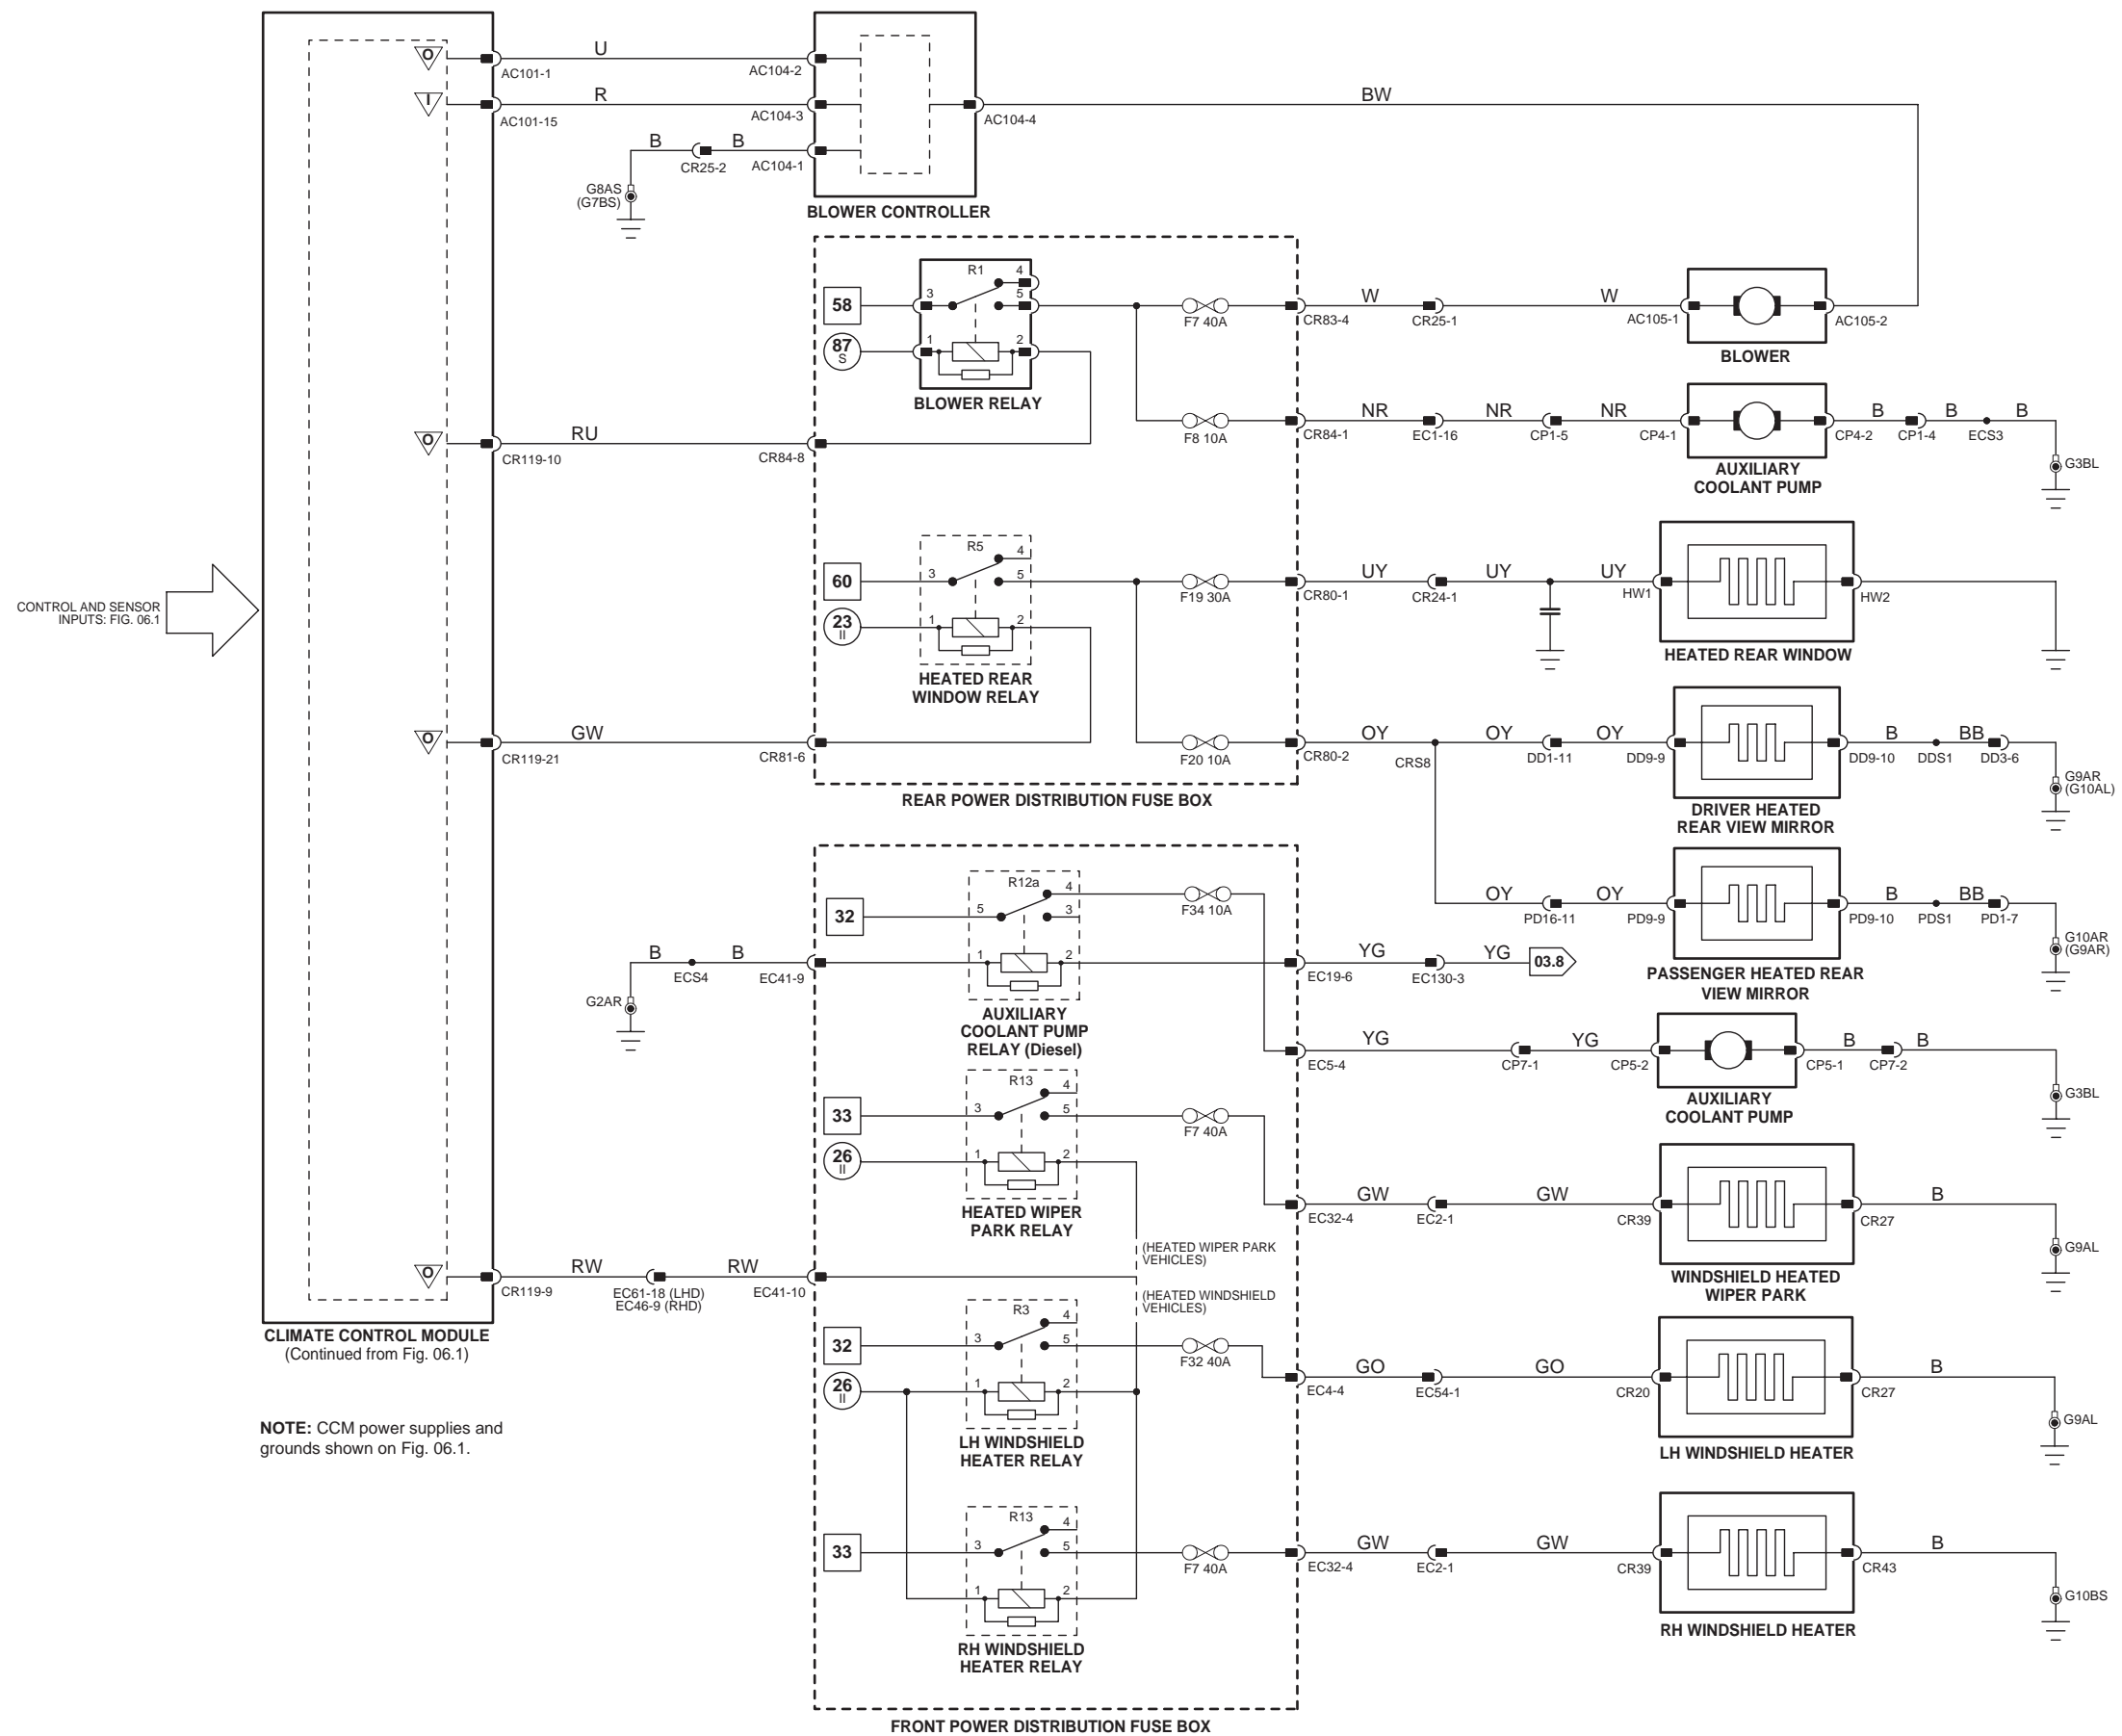 O
U
AC101-1
AC104-2
I
R
AC101-15
AC104-3
BW
AC104-4
B
B
CR25-2
AC104-1
G8AS
(G7BS)
BLOWER CONTROLLER
R1
4
58
3
5
F7 40A
CR83-4
W
CR25-1
W
AC105-1
AC105-2
BLOWER
87
S
1
2
BLOWER RELAY
O
RU
CR119-10
CR84-8
F8 10A
CR84-1
NR
EC1-16
NR
CP1-5
NR
CP4-1
CP4-2
B
CP1-4
B
ECS3
B
G3BL
AUXILIARY
COOLANT PUMP
R5
4
60
3
5
F19 30A
CR80-1
UY
CR24-1
UY
UY
HW1
HW2
HEATED REAR WINDOW
23
II
1
2
HEATED REAR
WINDOW RELAY
CONTROL AND SENSOR
INPUTS: FIG. 06.1
O
GW
CR119-21
CR81-6
F20 10A
CR80-2
OY
CRS8
OY
DD1-11
OY
DD9-9
DD9-10
B
DDS1
BB
DD3-6
G9AR
(G10AL)
DRIVER HEATED
REAR VIEW MIRROR
REAR POWER DISTRIBUTION FUSE BOX
OY
PD16-11
OY
PD9-9
PD9-10
B
PDS1
BB
PD1-7
G10AR
(G9AR)
PASSENGER HEATED REAR
VIEW MIRROR
R12a
4
32
5
3
F34 10A
B
ECS4
B
EC41-9
G2AR
1
2
EC19-6
YG
EC130-3
YG
03.8
AUXILIARY
COOLANT PUMP
RELAY (Diesel)
EC5-4
YG
CP7-1
YG
CP5-2
CP5-1
B
CP7-2
B
G3BL
AUXILIARY
COOLANT PUMP
R13
4
33
3
5
F7 40A
26
II
1
2
HEATED WIPER
PARK RELAY
EC32-4
GW
EC2-1
GW
CR39
CR27
B
G9AL
WINDSHIELD HEATED
WIPER PARK
(HEATED WIPER PARK
VEHICLES)
O
RW
CR119-9
EC61-18 (LHD)
EC46-9 (RHD)
RW
EC41-10
(HEATED WINDSHIELD
VEHICLES)
CLIMATE CONTROL MODULE
(Continued from Fig. 06.1)
R3
4
32
3
5
F32 40A
26
II
1
2
EC4-4
GO
EC54-1
GO
CR20
CR27
B
G9AL
LH WINDSHIELD
HEATER RELAY
LH WINDSHIELD HEATER
NOTE: CCM power supplies and
grounds shown on Fig. 06.1.
R13
4
33
3
5
F7 40A
EC32-4
GW
EC2-1
GW
CR39
CR43
B
G10BS
1
2
RH WINDSHIELD
HEATER RELAY
RH WINDSHIELD HEATER
FRONT POWER DISTRIBUTION FUSE BOX